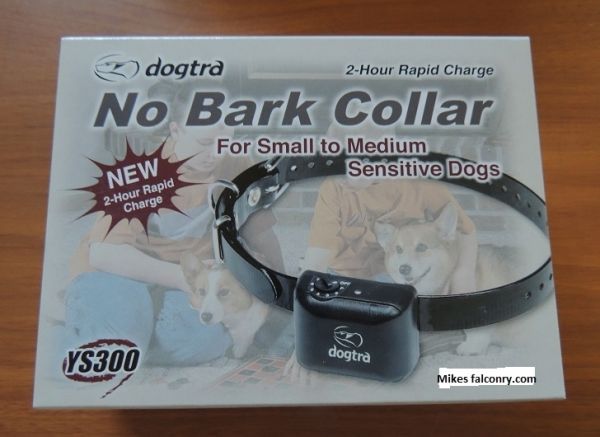 dogtra
2-Hour Rapid Charge
No Bark Collar
For Small to Medium
Sensitive Dogs
NEW
2-Hour Rapid
Charge
OFF
dogtra
YS300
Mikes falconry.com